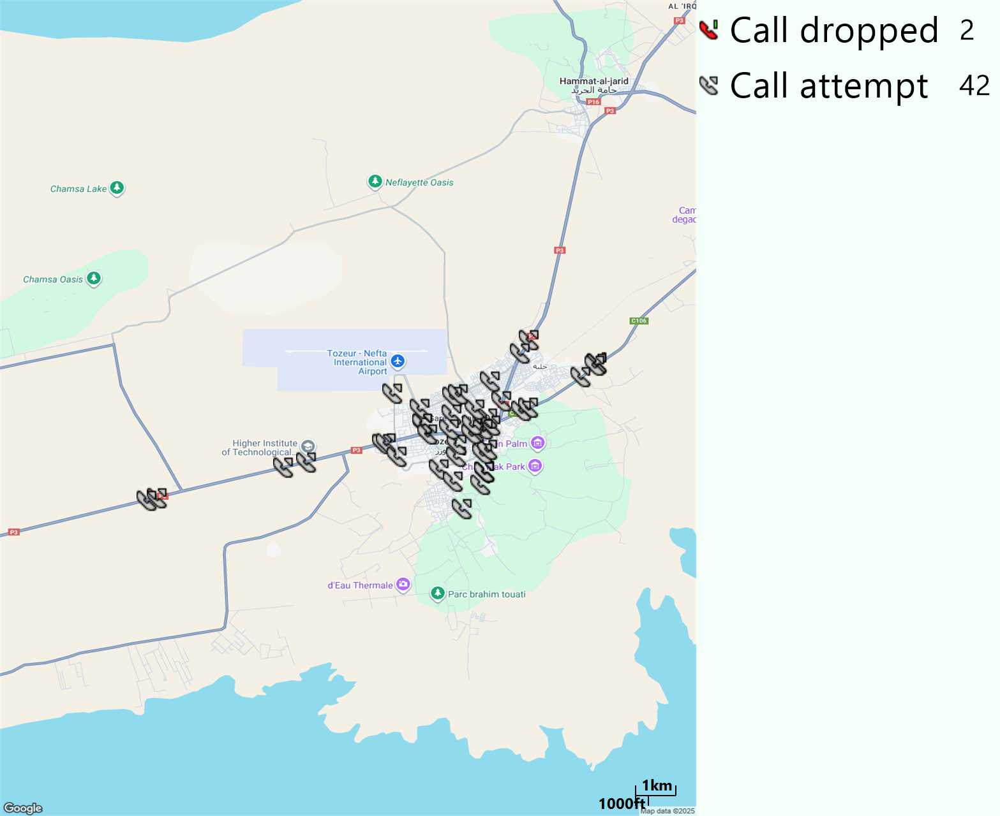 AL 'IRQ
P3
Call dropped 2
Call attempt 42
Hammat-al-jarid
حامة الجريد
P16
P3
Chamsa Lake
Neflayette Oasis
Cam
degac
P3
Chamsa Oasis
C106
Tozeur - Nefta
International
Airport
حلبة
Higher Institute
of Technological...
P3
Palm
Park
P3
d'Eau Thermale
Parc brahim touati
1km
1000ft
Google
Map data ©2025